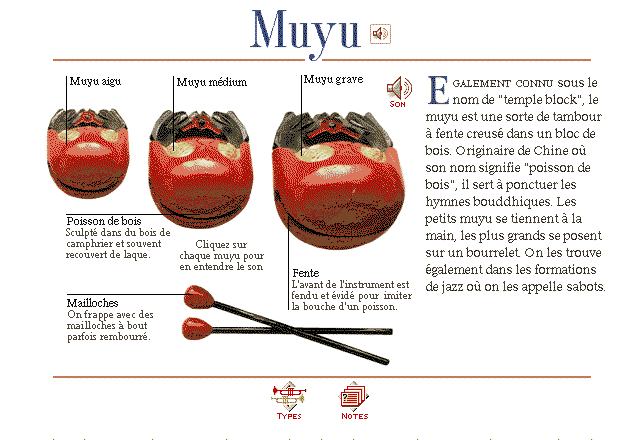 Muyu
Muyu aigu
Muyu médium
Muyu grave
SON
EGALEMENT CONNU sous le
nom de "temple block", le
muyu est une sorte de tambour
à fente creusé dans un bloc de
bois. Originaire de Chine où
son nom signifie "poisson de
bois", il sert à ponctuer les
hymnes bouddhiques. Les
petits muyu se tiennent à la
main, les plus grands se posent
sur un bourrelet. On les trouve
également dans les formations
de jazz où on les appelle sabots.
Poisson de bois
Sculpté dans du bois de
camphrier et souvent
recouvert de laque.
Cliquez sur
chaque muyu pour
en entendre le son
Fente
L'avant de l'instrument est
fendu et évidé pour imiter
la bouche d'un poisson.
Mailloches
On frappe avec des
mailloches à bout
parfois rembourré.
TYPES
NOTES